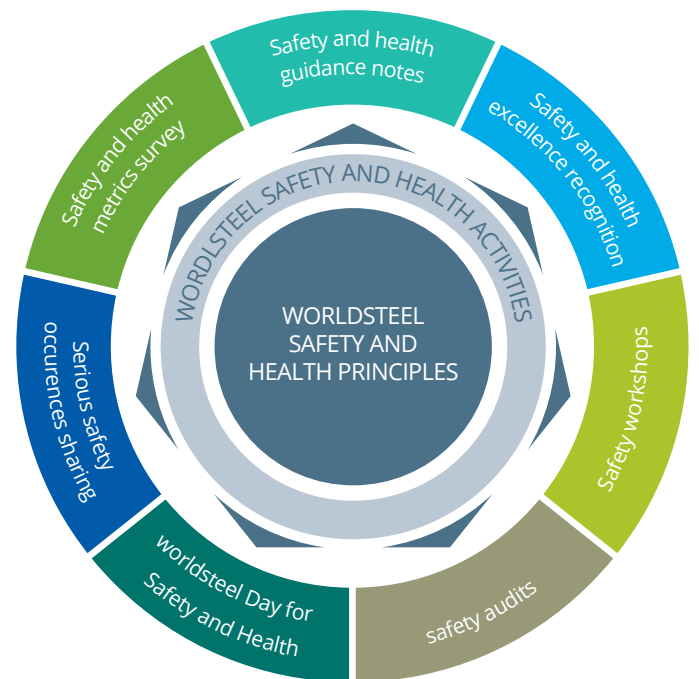 Safety and health
guidance notes
Safety and health
excellence recognition
Safety workshops
safety audits
worldsteel Day for
Safety and Health
Serious safety
occurences sharing
Safety and health
metrics survey
WORDLSTEEL SAFETY AND HEALTH ACTIVITIES
WORLDSTEEL
SAFETY AND
HEALTH PRINCIPLES